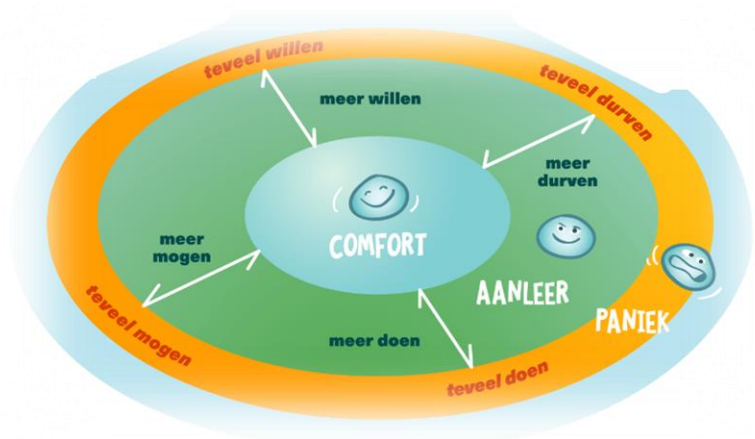 teveel willen
teveel durven
meer willen
meer
durven
COMFORT
meer
mogen
AANLEER
teveel mogen
PANIEK
meer doen
teveel doen